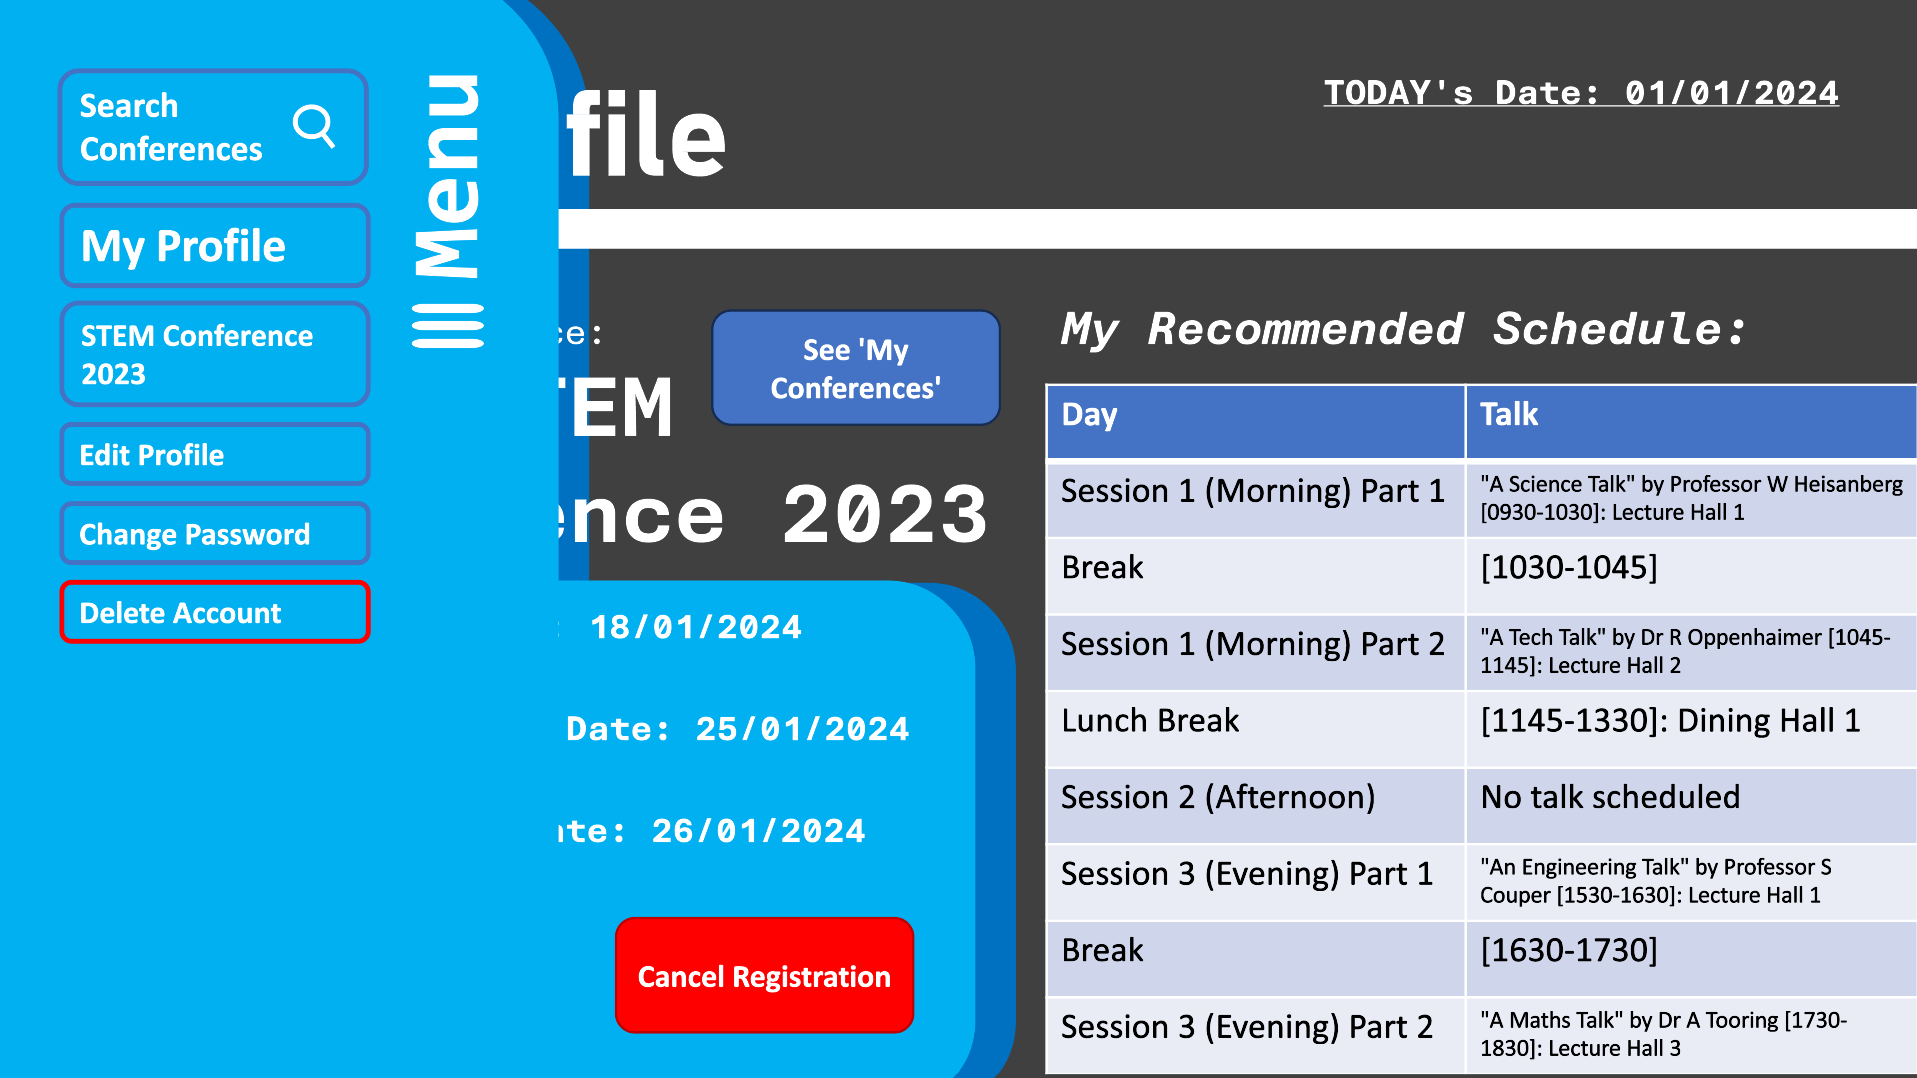 Search
Conferences
My Profile
STEM Conference
2023
Edit Profile
Change Password
Delete Account
Menu
file
TODAY's Date: 01/01/2024
ce:
TEM
ence 2023
See 'My
Conferences'
: 18/01/2024
Date: 25/01/2024
ate: 26/01/2024
Cancel Registration
My Recommended Schedule:
Day Talk
Session 1 (Morning) Part 1 "A Science Talk" by Professor W Heisanberg
[0930-1030]: Lecture Hall 1
Break [1030-1045]
Session 1 (Morning) Part 2 "A Tech Talk" by Dr R Oppenhaimer [1045-
1145]: Lecture Hall 2
Lunch Break [1145-1330]: Dining Hall 1
Session 2 (Afternoon) No talk scheduled
Session 3 (Evening) Part 1 "An Engineering Talk" by Professor S
Couper [1530-1630]: Lecture Hall 1
Break [1630-1730]
Session 3 (Evening) Part 2 "A Maths Talk" by Dr A Tooring [1730-
1830]: Lecture Hall 3